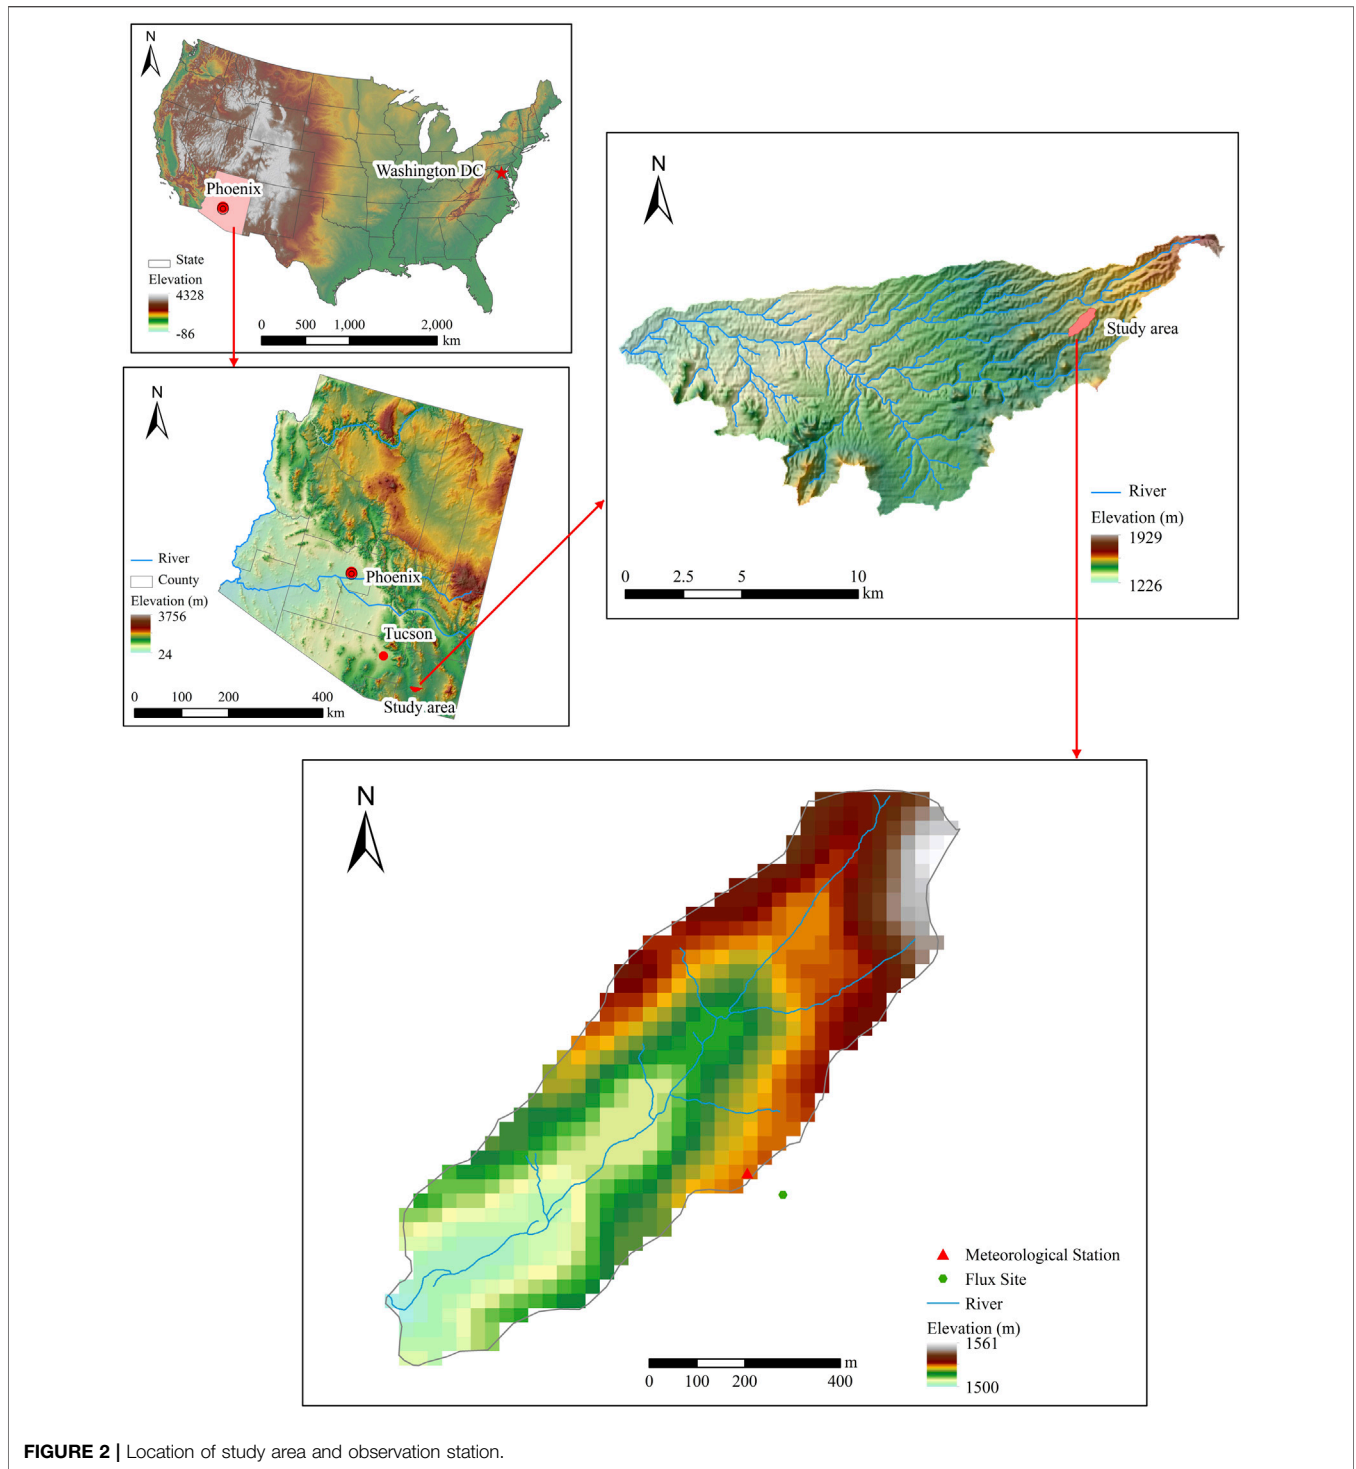 N
Washington DC
Phoenix
State
Elevation
4328
-86
0 500 1,000 2,000
km
N
River
County
Elevation (m)
3756
24
Phoenix
Tucson
Study area
0 100 200 400
km
N
Study area
River
Elevation (m)
1929
1226
0 2.5 5 10
km
N
Meteorological Station
Flux Site
River
Elevation (m)
1561
1500
m
0 100 200 400
FIGURE 2 | Location of study area and observation station.